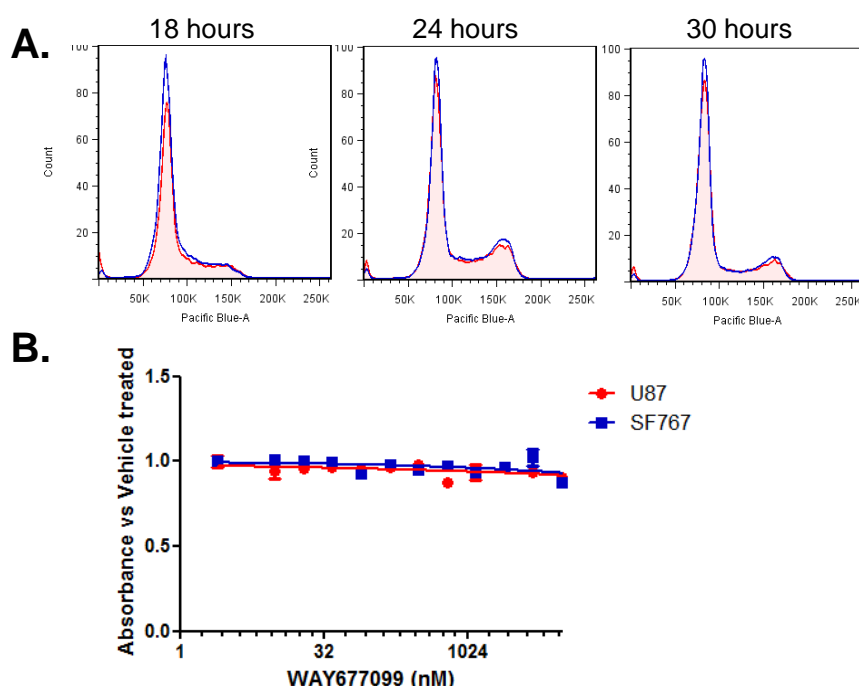 A.
18 hours
24 hours
30 hours
100
80
60
40
20
Count
50K 100K 150K 200K 250K
Pacific Blue-A
100
80
60
40
20
Count
50K 100K 150K 200K 250K
Pacific Blue-A
100
80
60
40
20
50K 100K 150K 200K 250K
Pacific Blue-A
B.
Absorbance vs Vehicle treated
1.5
1.0
0.5
0.0
1 32 1024
WAY677099 (nM)
U87
SF767